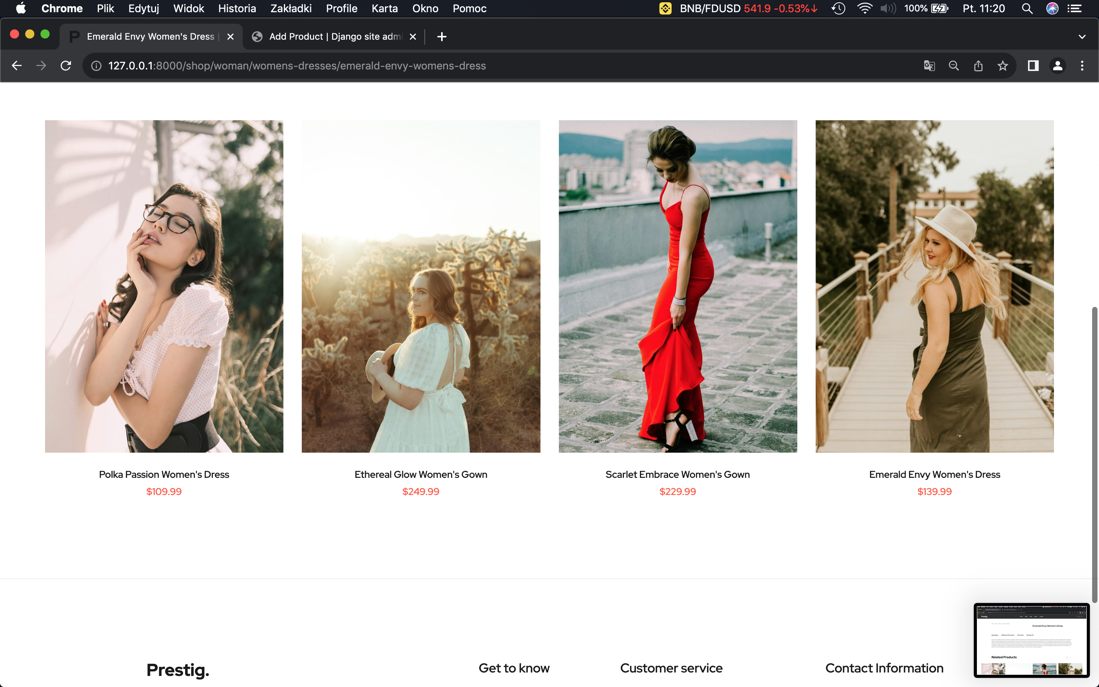 Chrome Plik Edytuj Widok Historia Zakładki Profile Karta Okno Pomoc BNB/FDUSD 541.9 -0.53%↓ 100% Pt. 11:20
Emerald Envy Women's Dress | Add Product | Django site adm
127.0.0.1:8000/shop/woman/womens-dresses/emerald-envy-womens-dress
Polka Passion Women's Dress Ethereal Glow Women's Gown Scarlet Embrace Women's Gown Emerald Envy Women's Dress
$109.99 $249.99 $229.99 $139.99
Prestig. Get to know Customer service Contact Information
Related Products